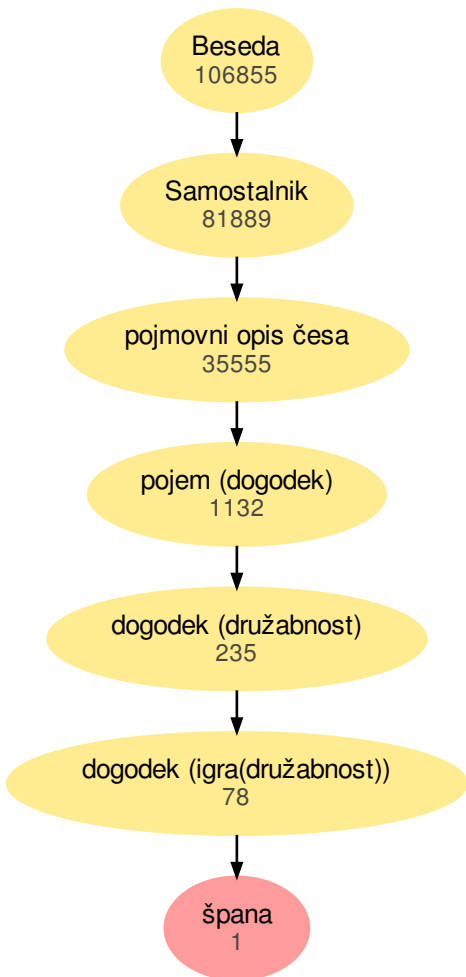 Beseda
106855
Samostalnik
81889
pojmovni opis česa
35555
pojem (dogodek)
1132
dogodek (družabnost)
235
dogodek (igra(družabnost))
78
špana
1